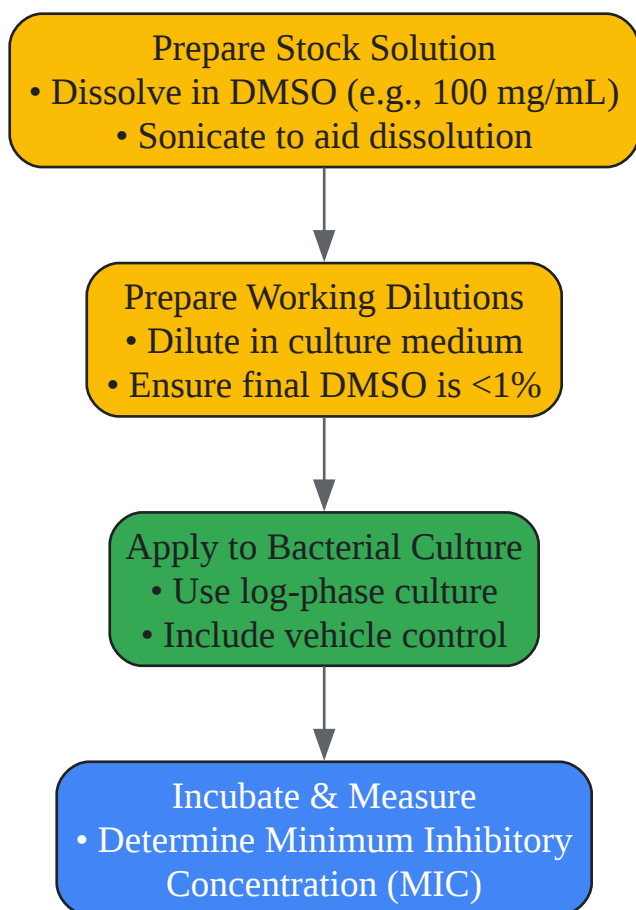 Prepare Stock Solution
• Dissolve in DMSO (e.g., 100 mg/mL)
• Sonicate to aid dissolution
Prepare Working Dilutions
• Dilute in culture medium
• Ensure final DMSO is <1%
Apply to Bacterial Culture
• Use log-phase culture
• Include vehicle control
Incubate & Measure
• Determine Minimum Inhibitory
Concentration (MIC)